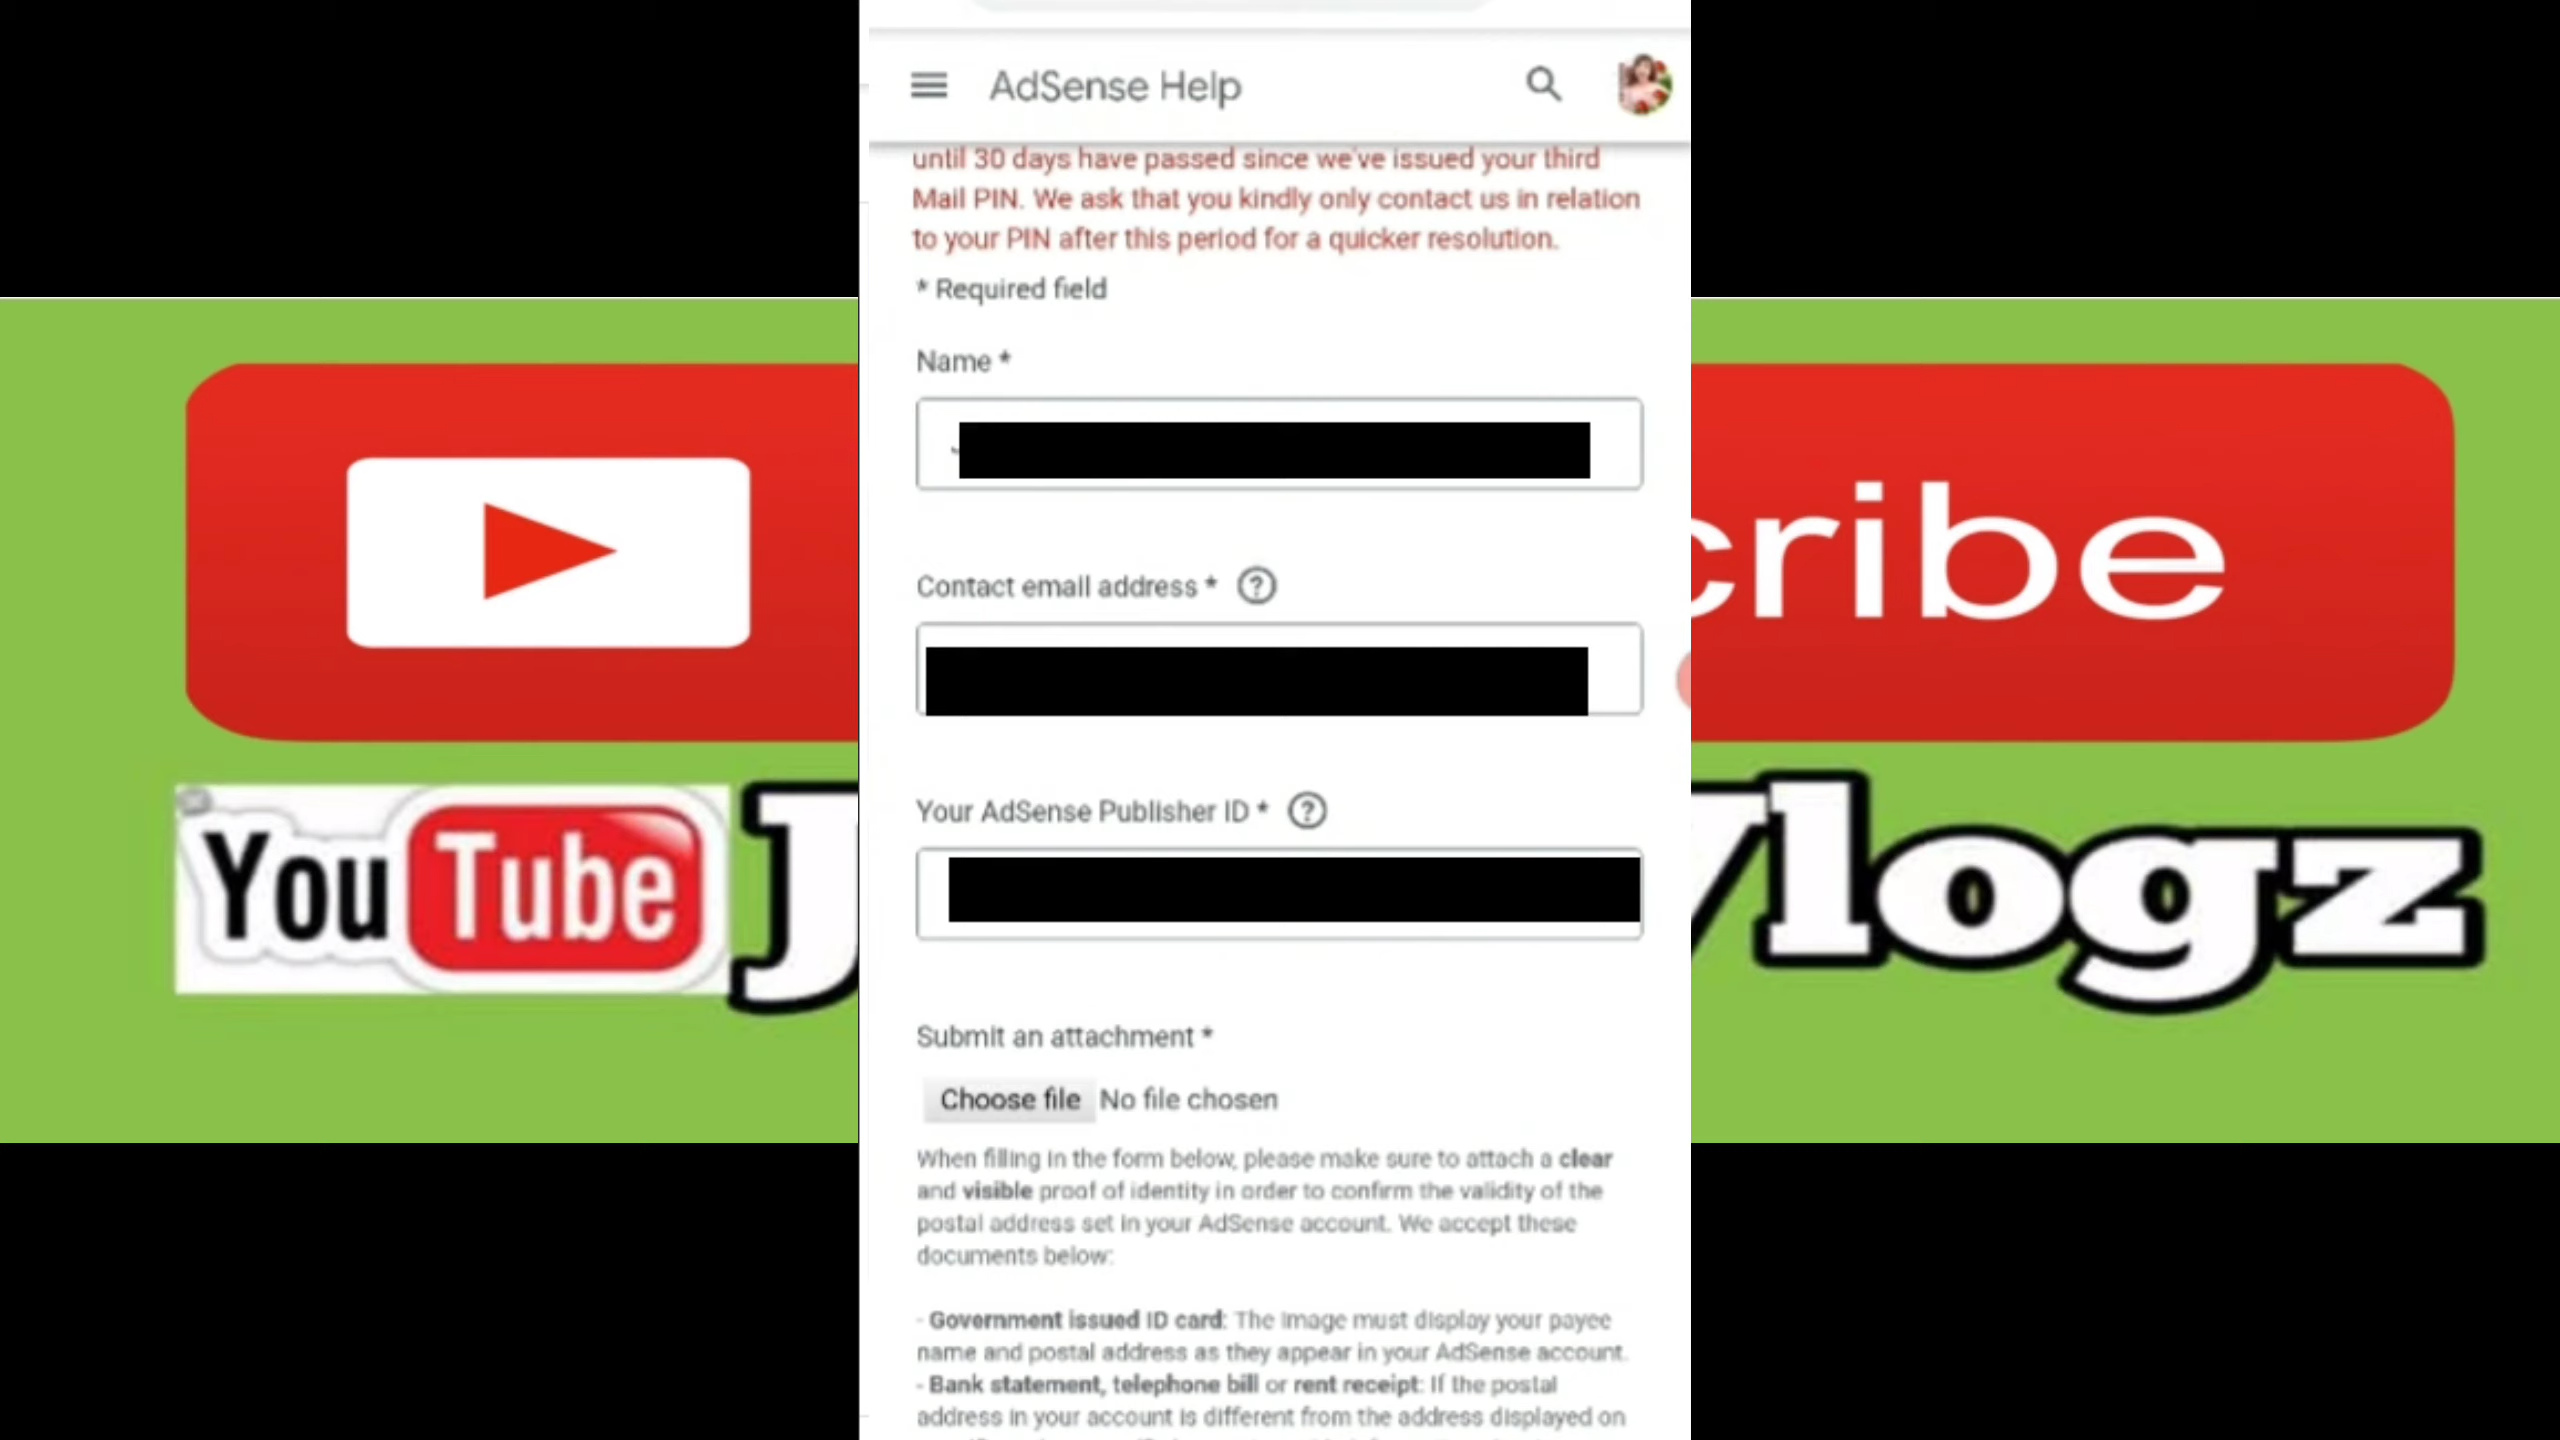 AdSense Help
until 30 days have passed since we've issued your third
Mail PIN. We ask that you kindly only contact us in relation
to your PIN after this period for a quicker resolution.
* Required field
Name *
Contact email address * ?
Your AdSense Publisher ID * ?
Submit an attachment *
Choose file No file chosen
When filling in the form below, please make sure to attach a clear
and visible proof of identity in order to confirm the validity of the
postal address set in your AdSense account. We accept these
documents below:
- Government issued ID card: The image must display your payee
name and postal address as they appear in your AdSense account.
- Bank statement, telephone bill or rent receipt: If the postal
address in your account is different from the address displayed on
cribe
YouTube J
Vlogz